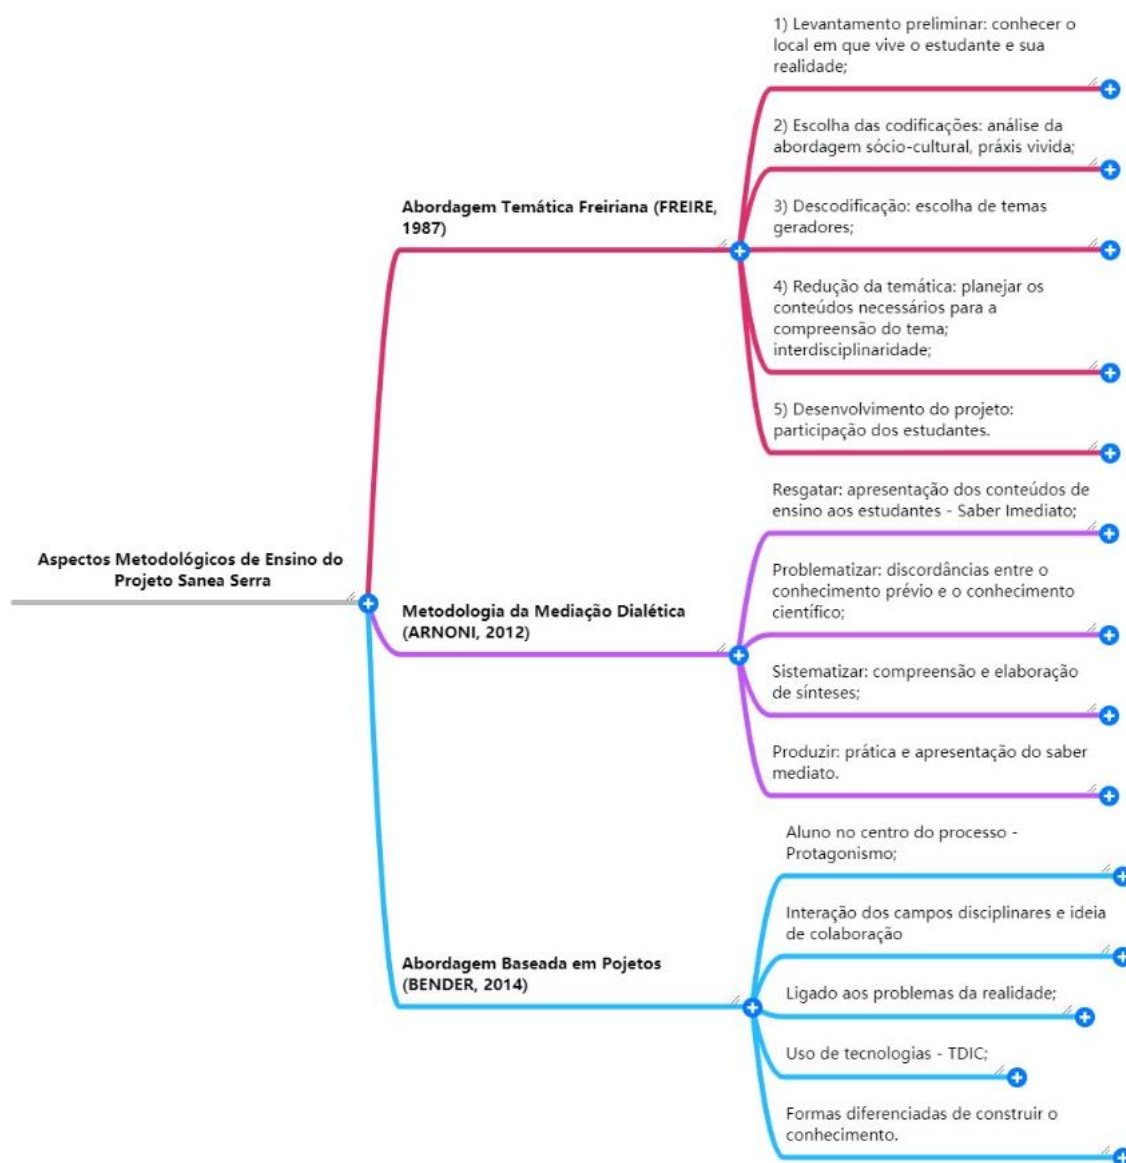 Aspectos Metodológicos de Ensino do
Projeto Sanea Serra
Abordagem Temática Freiriana (FREIRE,
1987)
1) Levantamento preliminar: conhecer o
local em que vive o estudante e sua
realidade;
2) Escolha das codificações: análise da
abordagem sócio-cultural, práxis vivida;
3) Descodificação: escolha de temas
geradores;
4) Redução da temática: planejar os
conteúdos necessários para a
compreensão do tema;
interdisciplinaridade;
5) Desenvolvimento do projeto:
participação dos estudantes.
Metodologia da Mediação Dialética
(ARNONI, 2012)
Resgatar: apresentação dos conteúdos de
ensino aos estudantes - Saber Imediato;
Problematizar: discordâncias entre o
conhecimento prévio e o conhecimento
científico;
Sistematizar: compreensão e elaboração
de sínteses;
Produzir: prática e apresentação do saber
mediato.
Abordagem Baseada em Pojetos
(BENDER, 2014)
Aluno no centro do processo -
Protagonismo;
Interação dos campos disciplinares e ideia
de colaboração
Ligado aos problemas da realidade;
Uso de tecnologias - TDIC;
Formas diferenciadas de construir o
conhecimento.